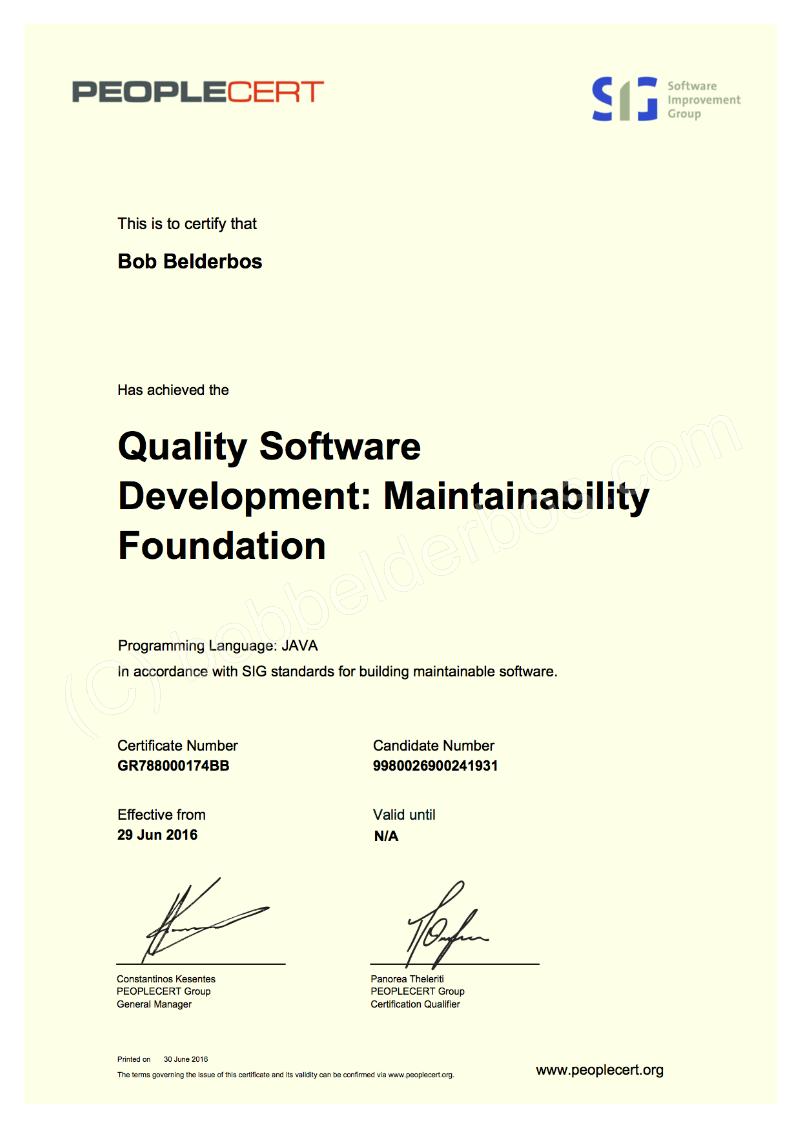 PEOPLECERT
SIG Software
Improvement
Group
This is to certify that
Bob Belderbos
Has achieved the
Quality Software
Development: Maintainability
Foundation
(C) bobbelderbos.com
Programming Language: JAVA
In accordance with SIG standards for building maintainable software.
Certificate Number
GR788000174BB
Candidate Number
9980026900241931
Effective from
29 Jun 2016
Valid until
N/A
Constantinos Kesentes
PEOPLECERT Group
General Manager
Panorea Theleriti
PEOPLECERT Group
Certification Qualifier
Printed on 30 June 2016
The terms governing the issue of this certificate and its validity can be confirmed via www.peoplecert.org.
www.peoplecert.org